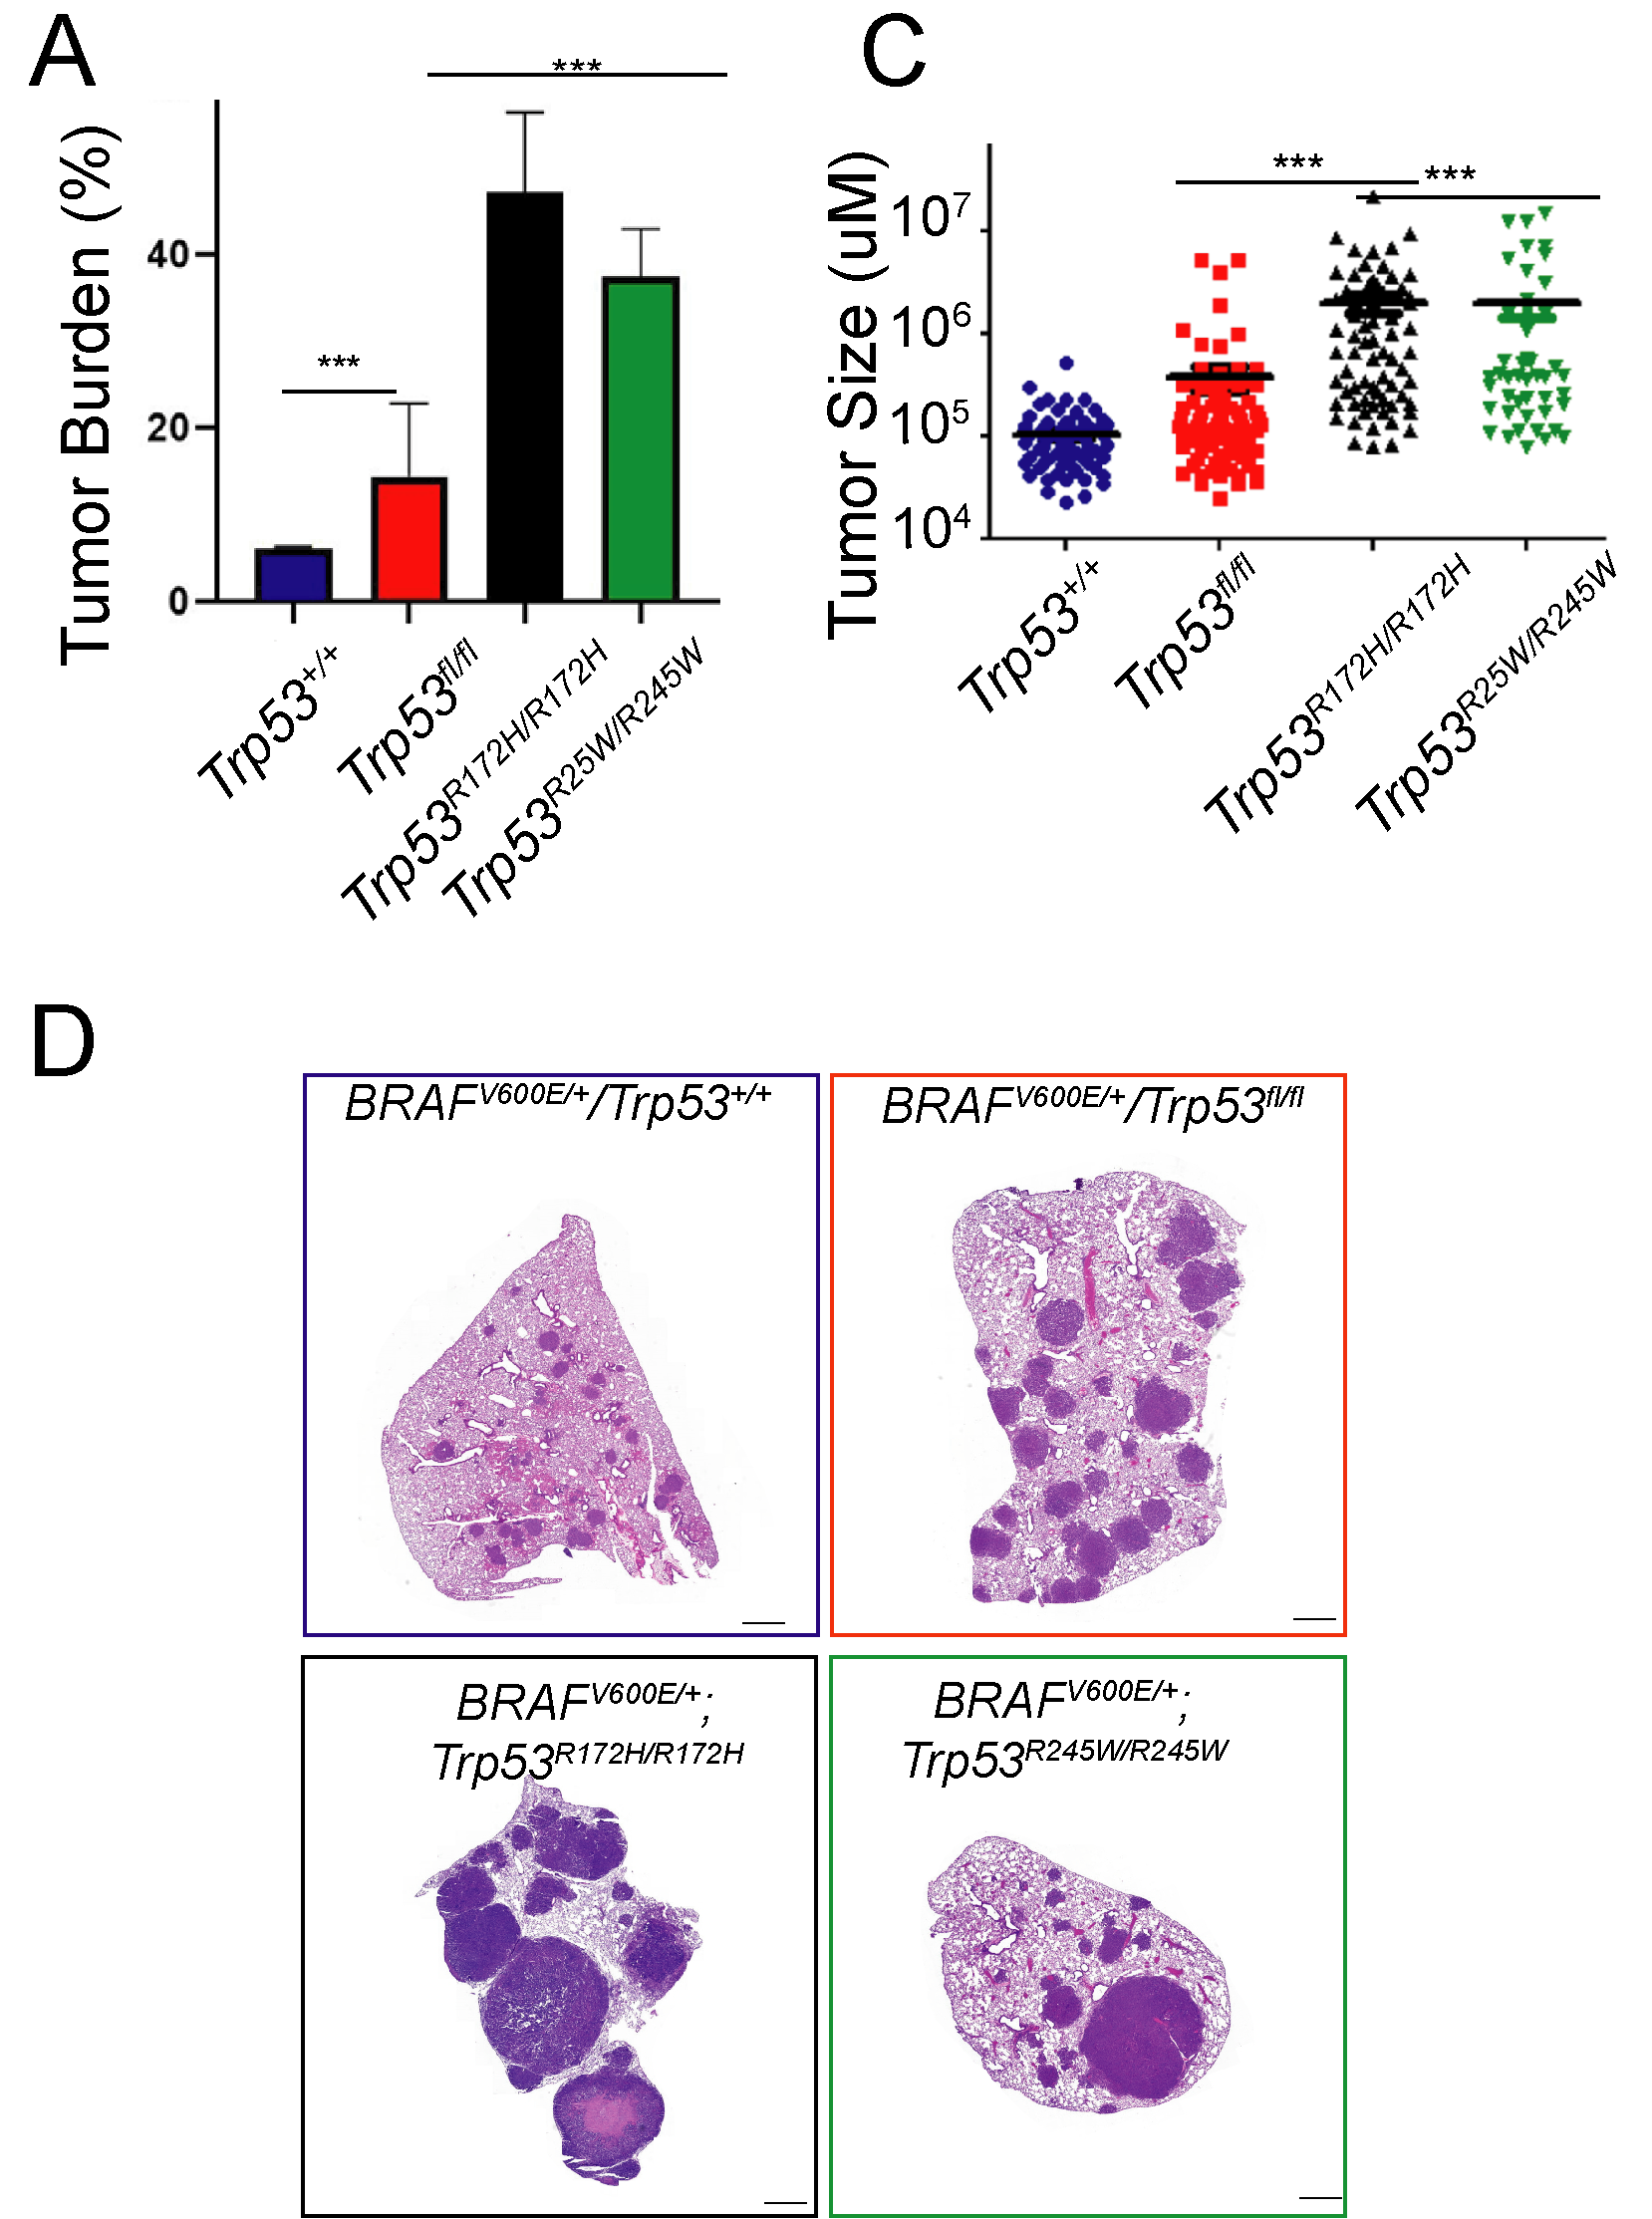 A
***
Tumor Burden (%)
40
***
20
0
Trp53+/+
Trp53fl/fl
Trp53R172H/R172H
Trp53R25W/R245W
C
***
***
Tumor Size (uM)
10^7
10^6
10^5
10^4
Trp53+/+
Trp53fl/fl
Trp53R172H/R172H
Trp53R25W/R245W
D
BRAFV600E/+/Trp53+/+
BRAFV600E/+/Trp53fl/fl
BRAFV600E/+;
Trp53R172H/R172H
BRAFV600E/+;
Trp53R245W/R245W